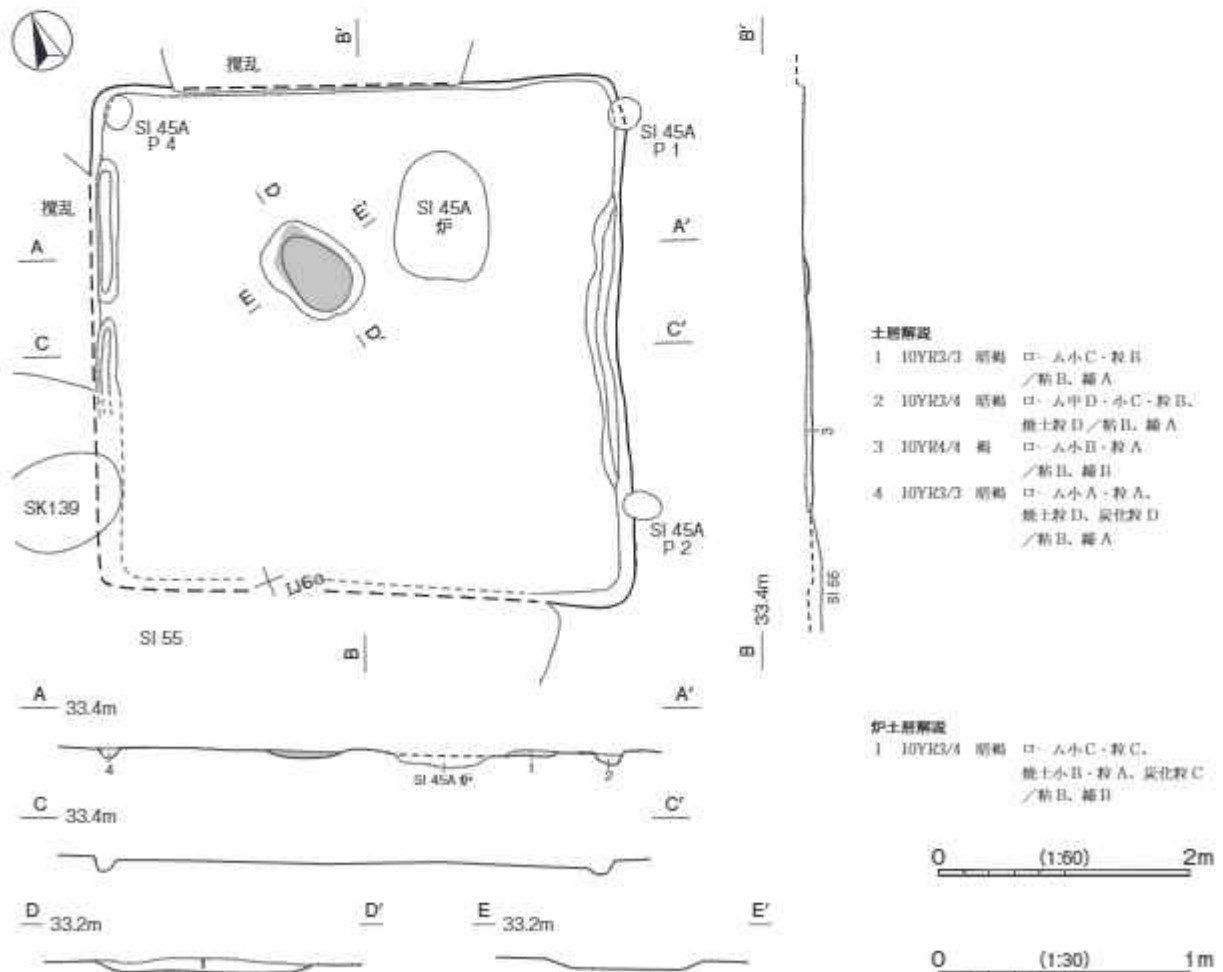 B′
B′
撹乱
SI 45A
P 4
SI 45A
P 1
D
E′
SI 45A
炉
撹乱
A
A′
E
D′
C
C′
土層解説
1 10YR3/3 暗褐 ローム小C・粒B
／粘B、締A
2 10YR3/4 暗褐 ローム中D・小C・粒B、
焼土粒D／粘B、締A
3 10YR4/4 褐 ローム小B・粒A
／粘B、締B
4 10YR3/3 暗褐 ローム小A・粒A、
焼土粒D、炭化粒D
／粘B、締A
3
SK139
SI 45A
P 2
SI 55
B
B 33.4m
A 33.4m
A′
4
SI 45A 炉
1
2
炉土層解説
1 10YR3/4 暗褐 ローム小C・粒C、
焼土小B・粒A、炭化粒C
／粘B、締B
C 33.4m
C′
0 (1:60) 2m
D 33.2m
D′
E 33.2m
E′
1
0 (1:30) 1m